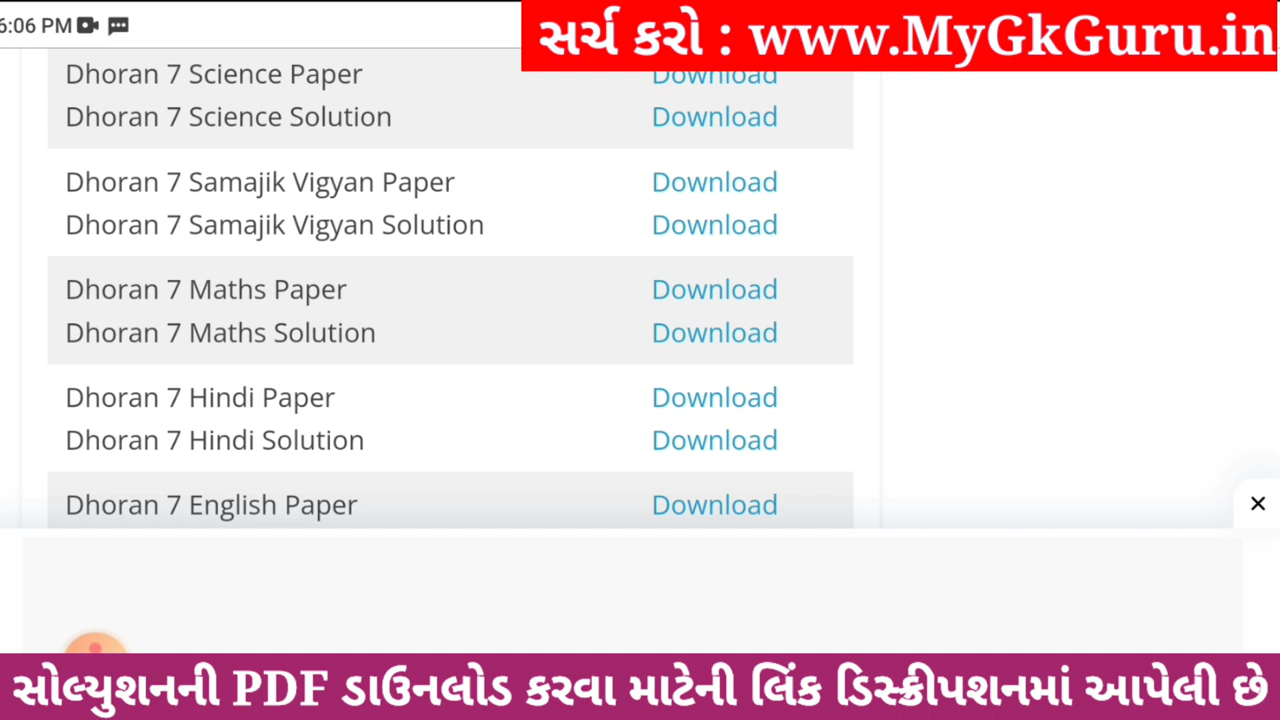 6:06 PM
સર્ચ કરો : www.MyGkGuru.in
Dhoran 7 Science Paper Download
Dhoran 7 Science Solution Download
Dhoran 7 Samajik Vigyan Paper Download
Dhoran 7 Samajik Vigyan Solution Download
Dhoran 7 Maths Paper Download
Dhoran 7 Maths Solution Download
Dhoran 7 Hindi Paper Download
Dhoran 7 Hindi Solution Download
Dhoran 7 English Paper Download
સોલ્યુશનની PDF ડાઉનલોડ કરવા માટેની લિંક ડિસ્ક્રીપશનમાં આપેલી છે